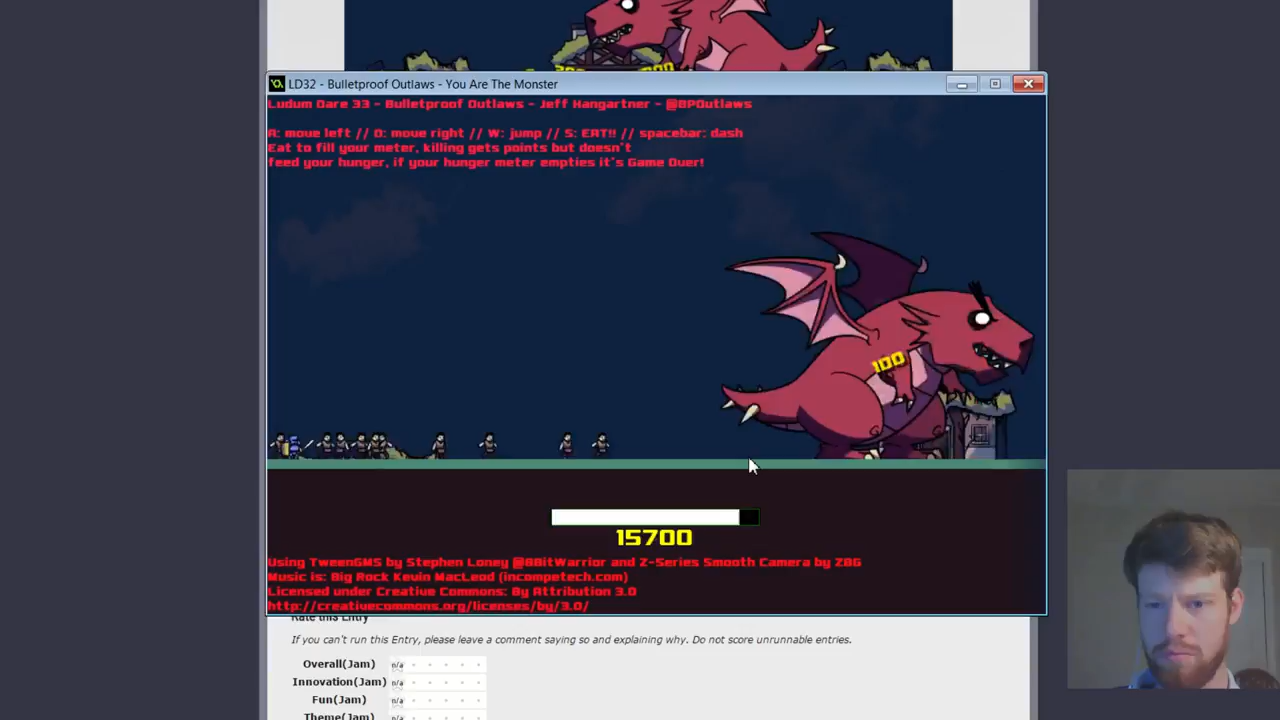 LD32 - Bulletproof Outlaws - You Are The Monster
Ludum Dare 33 - Bulletproof Outlaws - Jeff Hangartner - @BPOutlaws
A: move left // D: move right // W: jump // S: EAT!! // spacebar: dash
Eat to fill your meter, killing gets points but doesn't
feed your hunger, if your hunger meter empties it's Game Over!
100
15700
Using TweenGMS by Stephen Loney @8BitWarrior and Z-Series Smooth Camera by ZBG
Music is: Big Rock Kevin MacLeod (incompetech.com)
Licensed under Creative Commons: By Attribution 3.0
http://creativecommons.org/licenses/by/3.0/
Rate this Entry
If you can't run this Entry, please leave a comment saying so and explaining why. Do not score unrunnable entries.
Overall(Jam) n/a
Innovation(Jam) n/a
Fun(Jam) n/a
Theme(Jam)